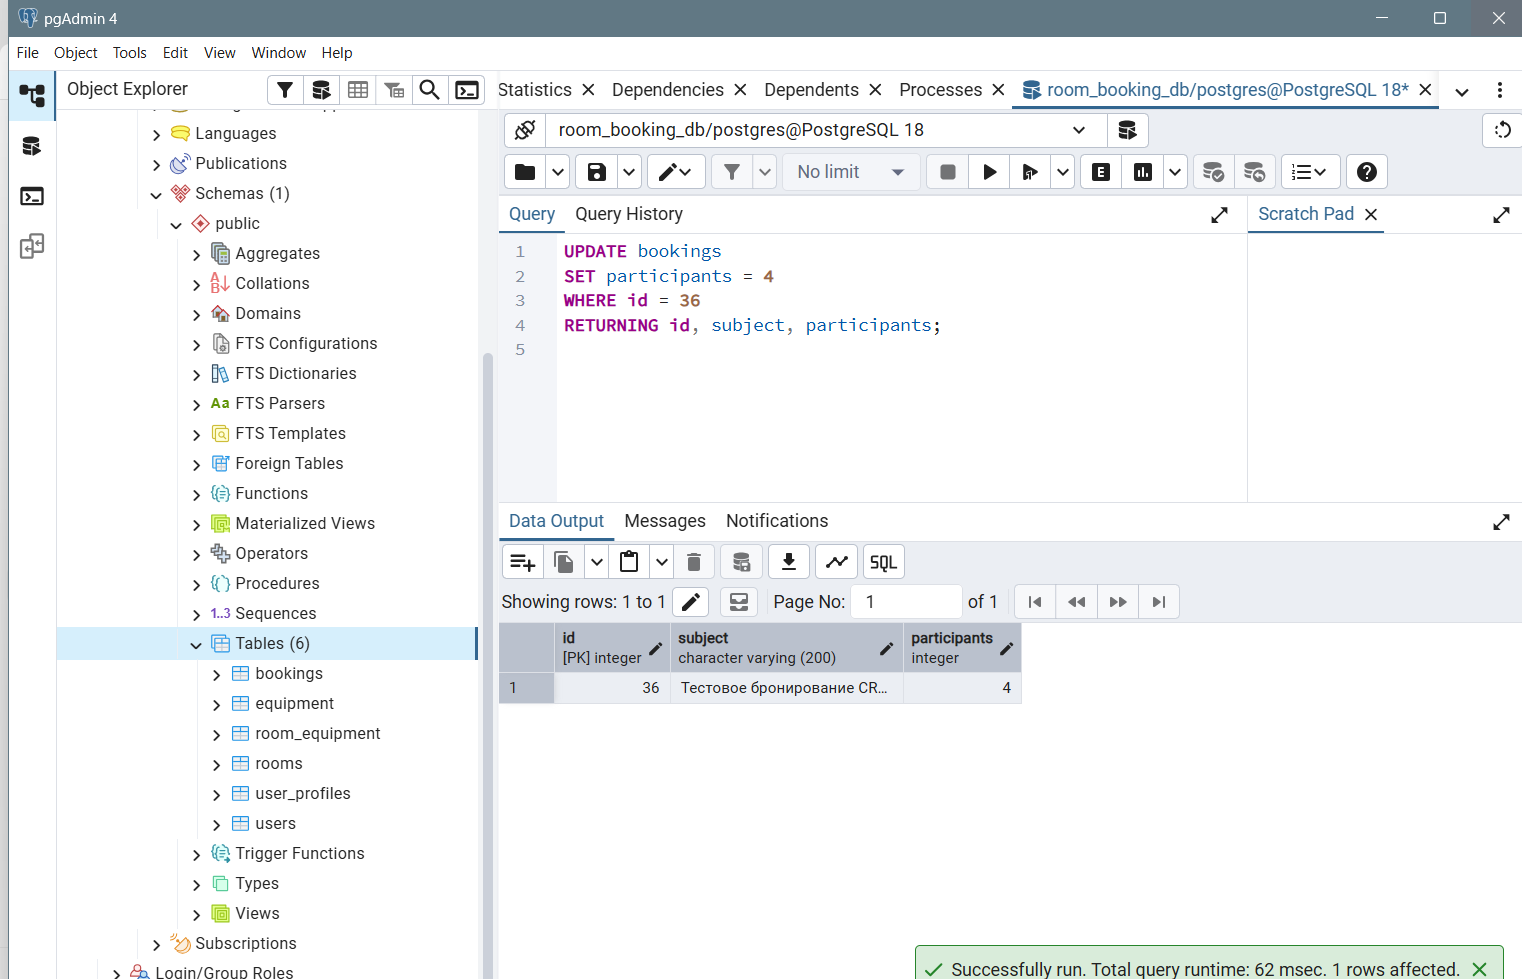 pgAdmin 4
File Object Tools Edit View Window Help
Object Explorer
Languages
Publications
Schemas (1)
public
Aggregates
Collations
Domains
FTS Configurations
FTS Dictionaries
Aa FTS Parsers
FTS Templates
Foreign Tables
Functions
Materialized Views
Operators
Procedures
1..3 Sequences
Tables (6)
bookings
equipment
room_equipment
rooms
user_profiles
users
Trigger Functions
Types
Views
Subscriptions
Login/Group Roles
Statistics Dependencies Dependents Processes room_booking_db/postgres@PostgreSQL 18*
room_booking_db/postgres@PostgreSQL 18
No limit E
Query Query History Scratch Pad
1 UPDATE bookings
2 SET participants = 4
3 WHERE id = 36
4 RETURNING id, subject, participants;
5
Data Output Messages Notifications
SQL
Showing rows: 1 to 1 Page No: 1 of 1
id subject participants
[PK] integer character varying (200) integer
1 36 Тестовое бронирование CR... 4
Successfully run. Total query runtime: 62 msec. 1 rows affected.